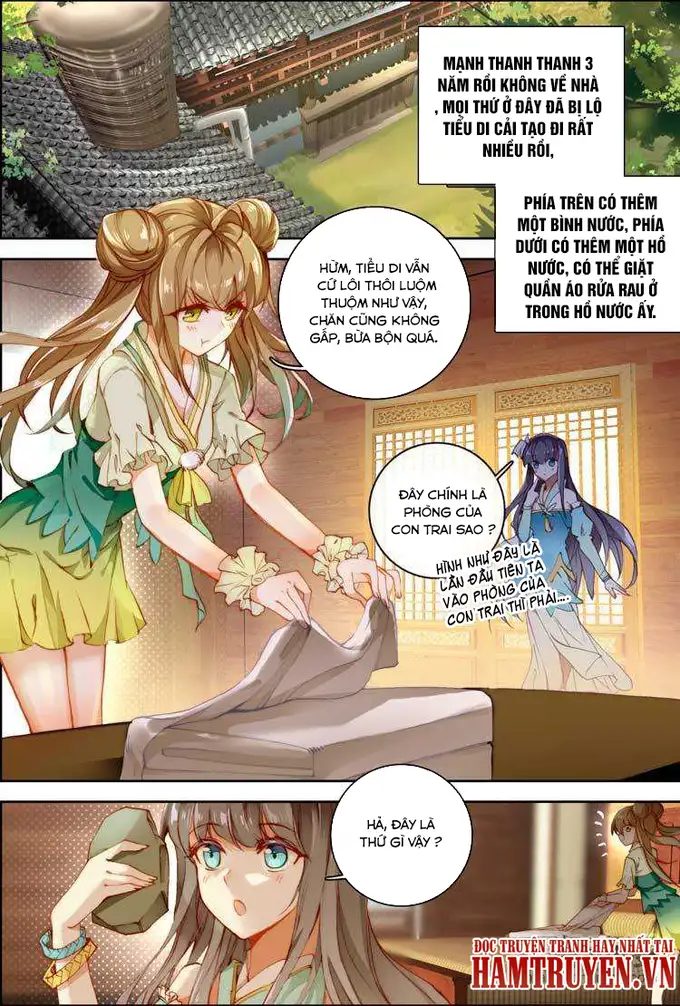 MẠNH THANH THANH 3
NĂM RỒI KHÔNG VỀ NHÀ
, MỌI THỨ Ở ĐÂY ĐÃ BỊ LỘ
TIỂU DI CẢI TẠO ĐI RẤT
NHIỀU RỒI,
PHÍA TRÊN CÓ THÊM
MỘT BÌNH NƯỚC, PHÍA
DƯỚI CÓ THÊM MỘT HỒ
NƯỚC, CÓ THỂ GIẶT
QUẦN ÁO RỬA RAU Ở
TRONG HỒ NƯỚC ẤY.
HỪM, TIỂU DI VẪN
CỨ LÔI THÔI LUỘM
THUỘM NHƯ VẬY,
CHĂN CŨNG KHÔNG
GẤP, BỪA BỘN QUÁ.
ĐÂY CHÍNH LÀ
PHÒNG CỦA
CON TRAI SAO ?
HÌNH NHƯ ĐÂY LÀ
LẦN ĐẦU TIÊN TA
VÀO PHÒNG CỦA
CON TRAI THÌ PHẢI....
HẢ, ĐÂY LÀ
THỨ GÌ VẬY ?
ĐỌC TRUYỆN TRANH HAY NHẤT TẠI
HAMTRUYEN.VN